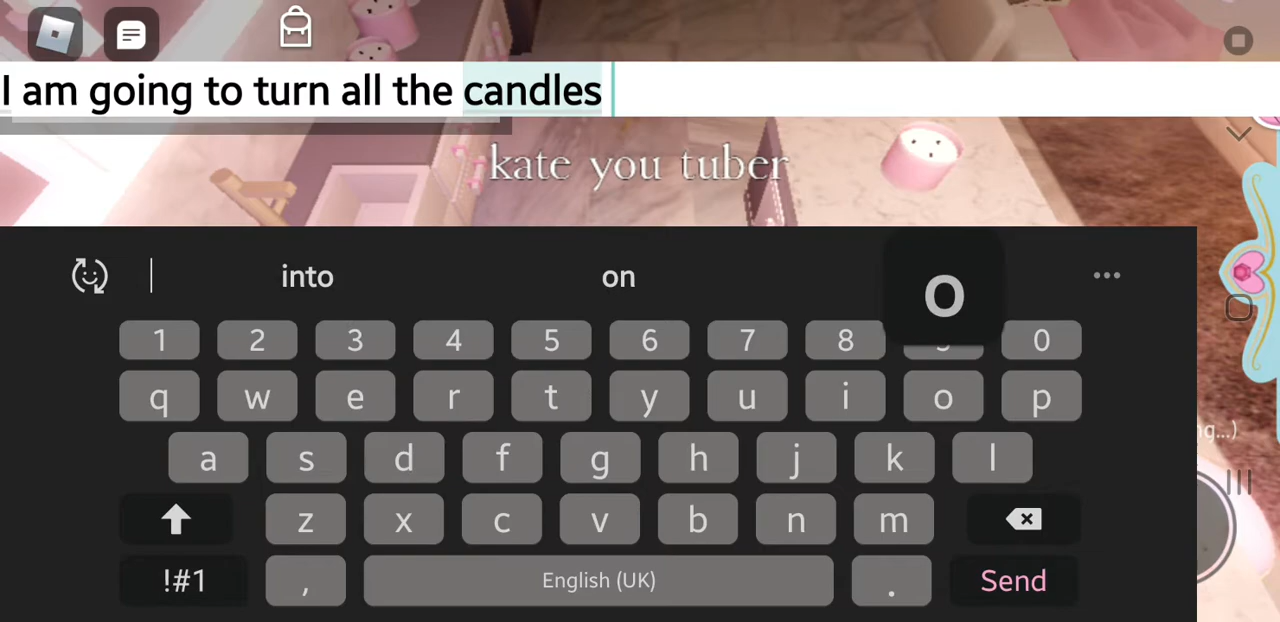 I am going to turn all the candles
kate you tuber
into on
O
1 2 3 4 5 6 7 8 0
q w e r t y u i o p
a s d f g h j k l
z x c v b n m
!#1 , English (UK) . Send